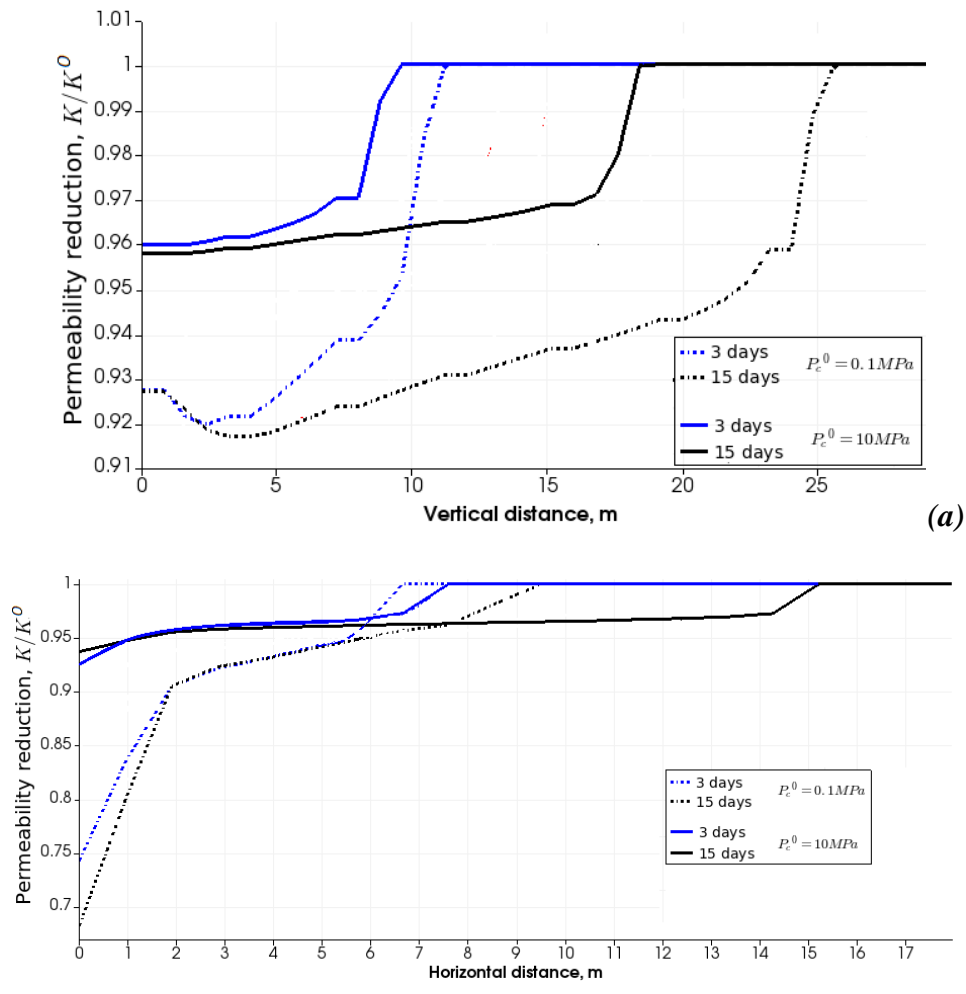 1.01
1
0.99
0.98
0.97
0.96
0.95
0.94
0.93
0.92
0.91
Permeability reduction, K/K^O
0 5 10 15 20 25
Vertical distance, m
3 days
15 days
P_c^0 = 0.1MPa
3 days
15 days
P_c^0 = 10MPa
(a)
1
0.95
0.9
0.85
0.8
0.75
0.7
Permeability reduction, K/K^O
0 1 2 3 4 5 6 7 8 9 10 11 12 13 14 15 16 17
Horizontal distance, m
3 days
15 days
P_c^0 = 0.1MPa
3 days
15 days
P_c^0 = 10MPa